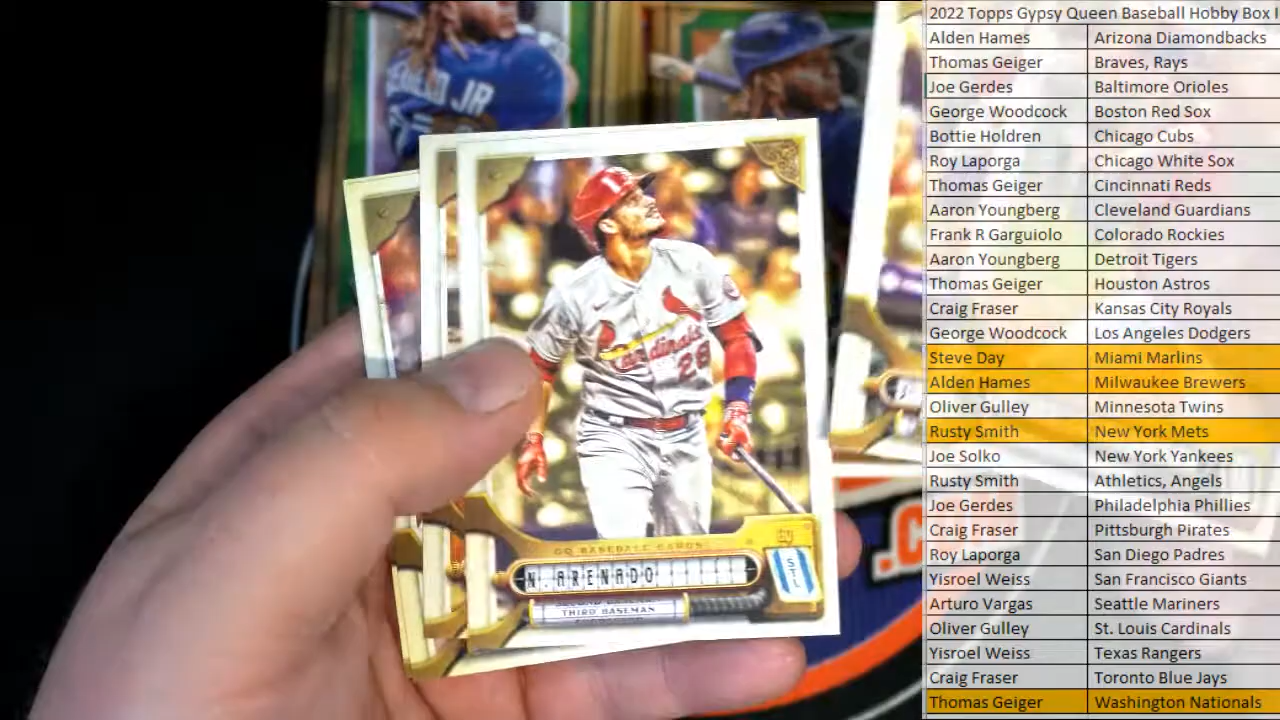 2022 Topps Gypsy Queen Baseball Hobby Box
Alden Hames Arizona Diamondbacks
Thomas Geiger Braves, Rays
Joe Gerdes Baltimore Orioles
George Woodcock Boston Red Sox
Bottie Holdren Chicago Cubs
Roy Laporga Chicago White Sox
Thomas Geiger Cincinnati Reds
Aaron Youngberg Cleveland Guardians
Frank R Garguiolo Colorado Rockies
Aaron Youngberg Detroit Tigers
Thomas Geiger Houston Astros
Craig Fraser Kansas City Royals
George Woodcock Los Angeles Dodgers
Steve Day Miami Marlins
Alden Hames Milwaukee Brewers
Oliver Gulley Minnesota Twins
Rusty Smith New York Mets
Joe Solko New York Yankees
Rusty Smith Athletics, Angels
Joe Gerdes Philadelphia Phillies
Craig Fraser Pittsburgh Pirates
Roy Laporga San Diego Padres
Yisroel Weiss San Francisco Giants
Arturo Vargas Seattle Mariners
Oliver Gulley St. Louis Cardinals
Yisroel Weiss Texas Rangers
Craig Fraser Toronto Blue Jays
Thomas Geiger Washington Nationals
JR
Cardinals
28
GQ BASEBALL CARDS
N. ARENADO
STL
THIRD BASEMAN